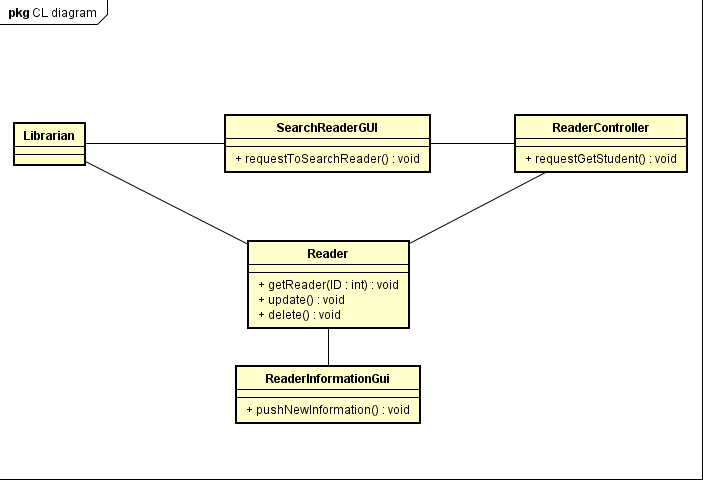 pkg CL diagram
Librarian
SearchReaderGUI
+ requestToSearchReader() : void
ReaderController
+ requestGetStudent() : void
Reader
+ getReader(ID : int) : void
+ update() : void
+ delete() : void
ReaderInformationGui
+ pushNewInformation() : void